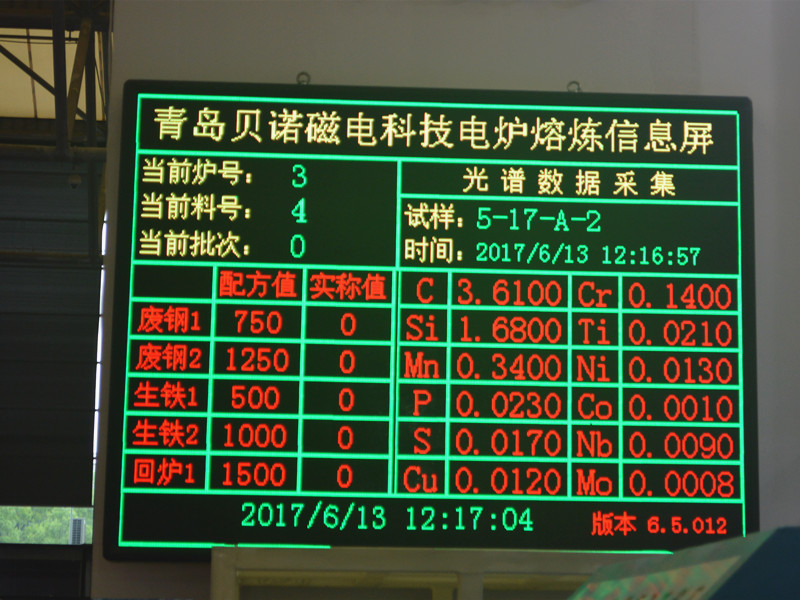 青岛贝诺磁电科技电炉熔炼信息屏
当前炉号： 3
当前料号： 4
当前批次： 0
光谱数据采集
试样：5-17-A-2
时间：2017/6/13 12:16:57
配方值 实称值
废钢1 750 0
废钢2 1250 0
生铁1 500 0
生铁2 1000 0
回炉1 1500 0
C 3.6100 Cr 0.1400
Si 1.6800 Ti 0.0210
Mn 0.3400 Ni 0.0130
P 0.0230 Co 0.0010
S 0.0170 Nb 0.0090
Cu 0.0120 Mo 0.0008
2017/6/13 12:17:04
版本 6.5.012